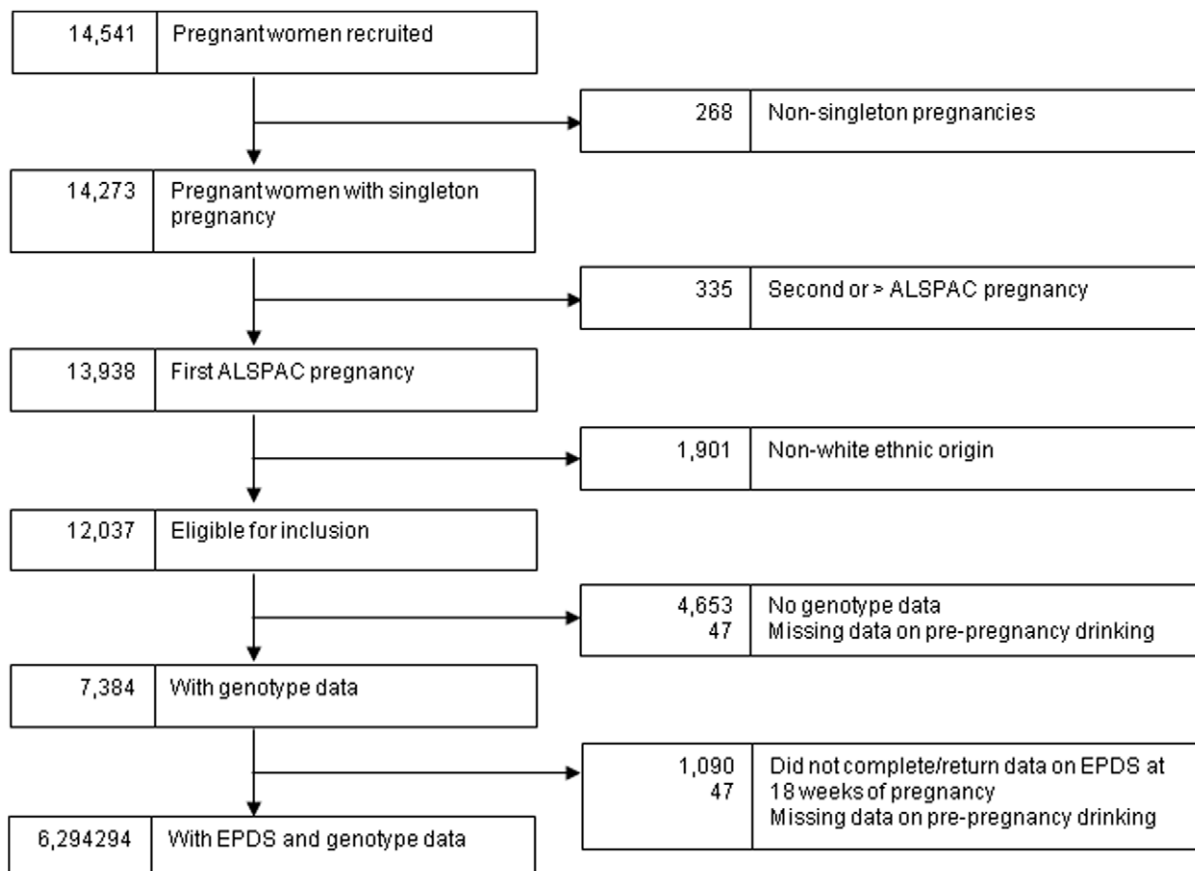 14,541 Pregnant women recruited
268 Non-singleton pregnancies
14,273 Pregnant women with singleton
pregnancy
335 Second or > ALSPAC pregnancy
13,938 First ALSPAC pregnancy
1,901 Non-white ethnic origin
12,037 Eligible for inclusion
4,653 No genotype data
47 Missing data on pre-pregnancy drinking
7,384 With genotype data
1,090 Did not complete/return data on EPDS at
47 18 weeks of pregnancy
Missing data on pre-pregnancy drinking
6,294294 With EPDS and genotype data